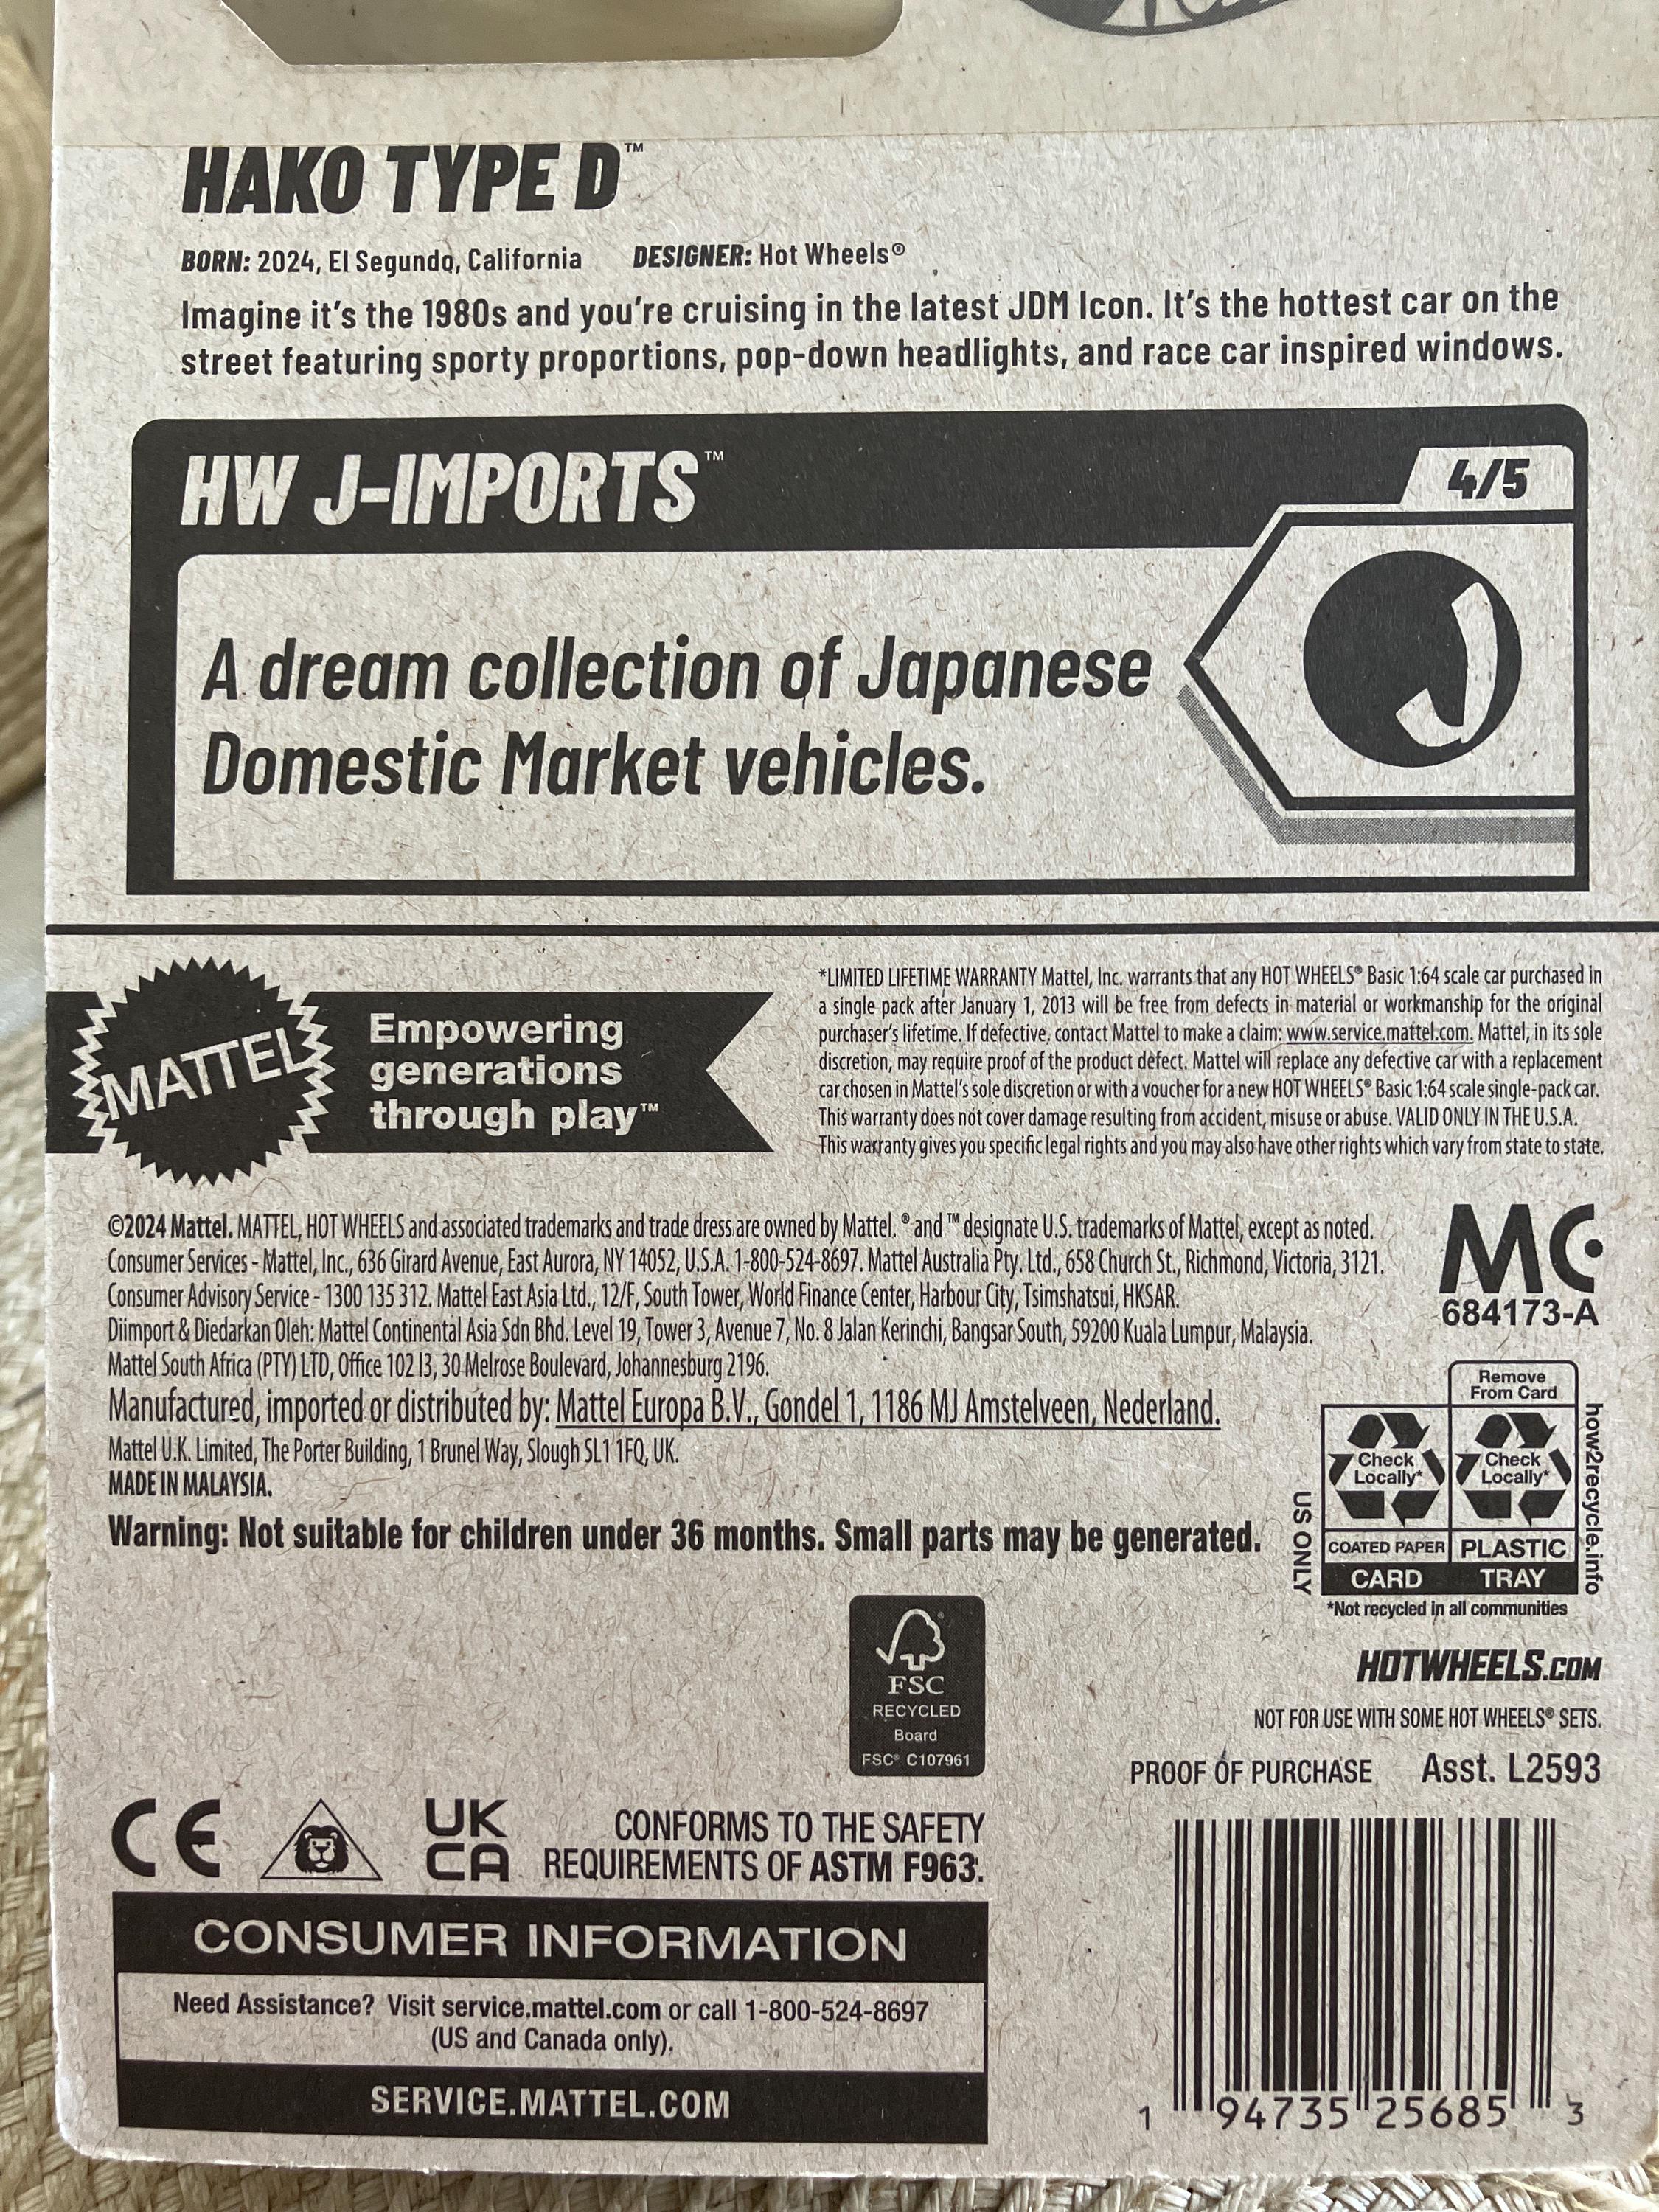 HAKO TYPE D™
BORN: 2024, El Segundo, California DESIGNER: Hot Wheels®
Imagine it's the 1980s and you're cruising in the latest JDM Icon. It's the hottest car on the
street featuring sporty proportions, pop-down headlights, and race car inspired windows.
HW J-IMPORTS™
4/5
J
A dream collection of Japanese
Domestic Market vehicles.
MATTEL
Empowering
generations
through play™
*LIMITED LIFETIME WARRANTY Mattel, Inc. warrants that any HOT WHEELS® Basic 1:64 scale car purchased in
a single pack after January 1, 2013 will be free from defects in material or workmanship for the original
purchaser's lifetime. If defective, contact Mattel to make a claim: www.service.mattel.com. Mattel, in its sole
discretion, may require proof of the product defect. Mattel will replace any defective car with a replacement
car chosen in Mattel's sole discretion or with a voucher for a new HOT WHEELS® Basic 1:64 scale single-pack car.
This warranty does not cover damage resulting from accident, misuse or abuse. VALID ONLY IN THE U.S.A.
This warranty gives you specific legal rights and you may also have other rights which vary from state to state.
©2024 Mattel. MATTEL, HOT WHEELS and associated trademarks and trade dress are owned by Mattel. ® and ™ designate U.S. trademarks of Mattel, except as noted.
Consumer Services - Mattel, Inc., 636 Girard Avenue, East Aurora, NY 14052, U.S.A. 1-800-524-8697. Mattel Australia Pty. Ltd., 658 Church St., Richmond, Victoria, 3121.
Consumer Advisory Service - 1300 135 312. Mattel East Asia Ltd., 12/F, South Tower, World Finance Center, Harbour City, Tsimshatsui, HKSAR.
Diimport & Diedarkan Oleh: Mattel Continental Asia Sdn Bhd. Level 19, Tower 3, Avenue 7, No. 8 Jalan Kerinchi, Bangsar South, 59200 Kuala Lumpur, Malaysia.
Mattel South Africa (PTY) LTD, Office 102 I3, 30 Melrose Boulevard, Johannesburg 2196.
Manufactured, imported or distributed by: Mattel Europa B.V., Gondel 1, 1186 MJ Amstelveen, Nederland.
Mattel U.K. Limited, The Porter Building, 1 Brunel Way, Slough SL1 1FQ, UK.
MADE IN MALAYSIA.
Warning: Not suitable for children under 36 months. Small parts may be generated.
MC
684173-A
Remove
From Card
Check
Locally*
Check
Locally*
COATED PAPER
PLASTIC
CARD
TRAY
US ONLY
how2recycle.info
*Not recycled in all communities
FSC
RECYCLED
Board
FSC® C107961
HOTWHEELS.COM
NOT FOR USE WITH SOME HOT WHEELS® SETS.
PROOF OF PURCHASE Asst. L2593
CE
UK
CA
CONFORMS TO THE SAFETY
REQUIREMENTS OF ASTM F963.
CONSUMER INFORMATION
Need Assistance? Visit service.mattel.com or call 1-800-524-8697
(US and Canada only).
SERVICE.MATTEL.COM
1 94735 25685 3